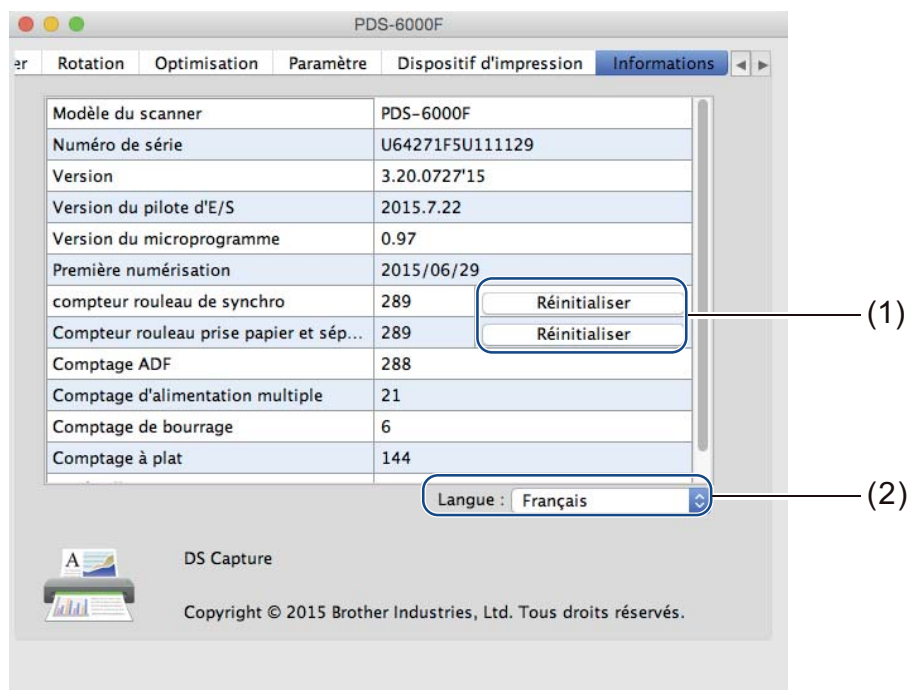 PDS-6000F
er Rotation Optimisation Paramètre Dispositif d'impression Informations
Modèle du scanner PDS-6000F
Numéro de série U64271F5U111129
Version 3.20.0727'15
Version du pilote d'E/S 2015.7.22
Version du microprogramme 0.97
Première numérisation 2015/06/29
compteur rouleau de synchro 289 Réinitialiser
(1)
Compteur rouleau prise papier et sép... 289 Réinitialiser
Comptage ADF 288
Comptage d'alimentation multiple 21
Comptage de bourrage 6
Comptage à plat 144
Langue : Français
(2)
A
DS Capture
Copyright © 2015 Brother Industries, Ltd. Tous droits réservés.